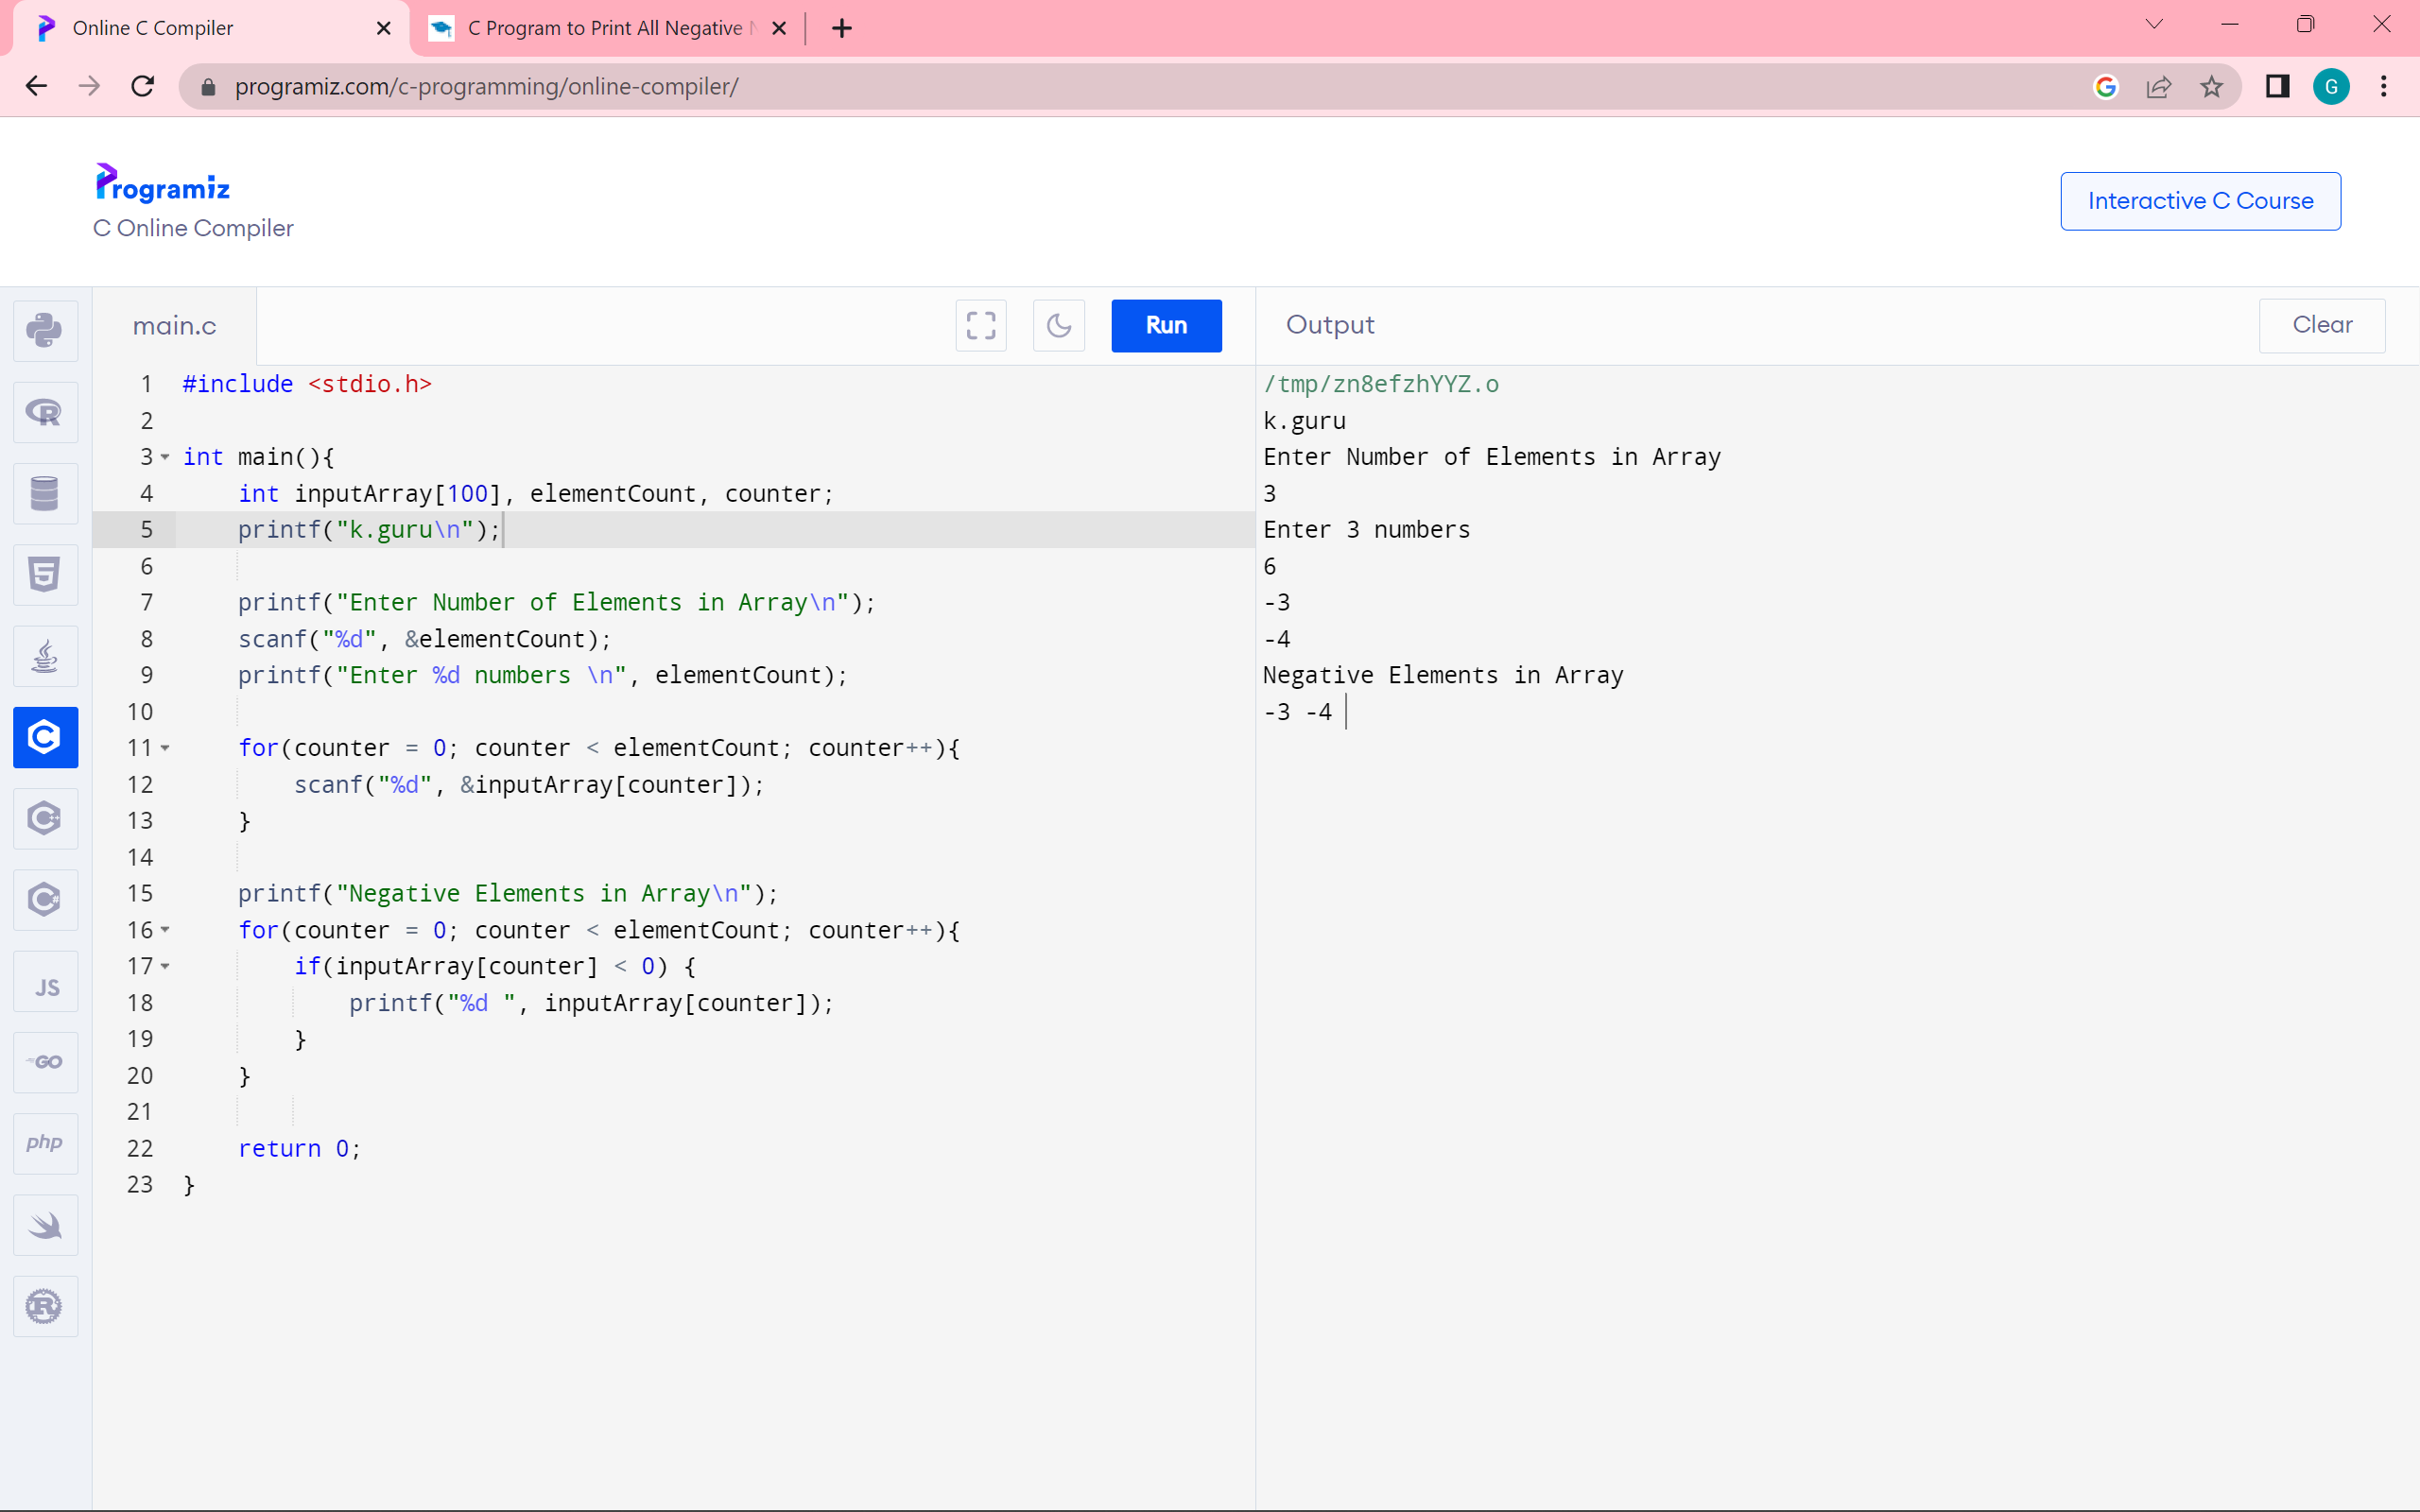 Online C Compiler
C Program to Print All Negative
programiz.com/c-programming/online-compiler/
G
Programiz
C Online Compiler
Interactive C Course
main.c
Run
Output
Clear
1 #include <stdio.h>
2
3 int main(){
4     int inputArray[100], elementCount, counter;
5     printf("k.guru\n");
6
7     printf("Enter Number of Elements in Array\n");
8     scanf("%d", &elementCount);
9     printf("Enter %d numbers \n", elementCount);
10
11     for(counter = 0; counter < elementCount; counter++){
12         scanf("%d", &inputArray[counter]);
13     }
14
15     printf("Negative Elements in Array\n");
16     for(counter = 0; counter < elementCount; counter++){
17         if(inputArray[counter] < 0) {
18             printf("%d ", inputArray[counter]);
19         }
20     }
21
22     return 0;
23 }
/tmp/zn8efzhYYZ.o
k.guru
Enter Number of Elements in Array
3
Enter 3 numbers
6
-3
-4
Negative Elements in Array
-3 -4
R
5
C
C++
C#
JS
GO
php
R